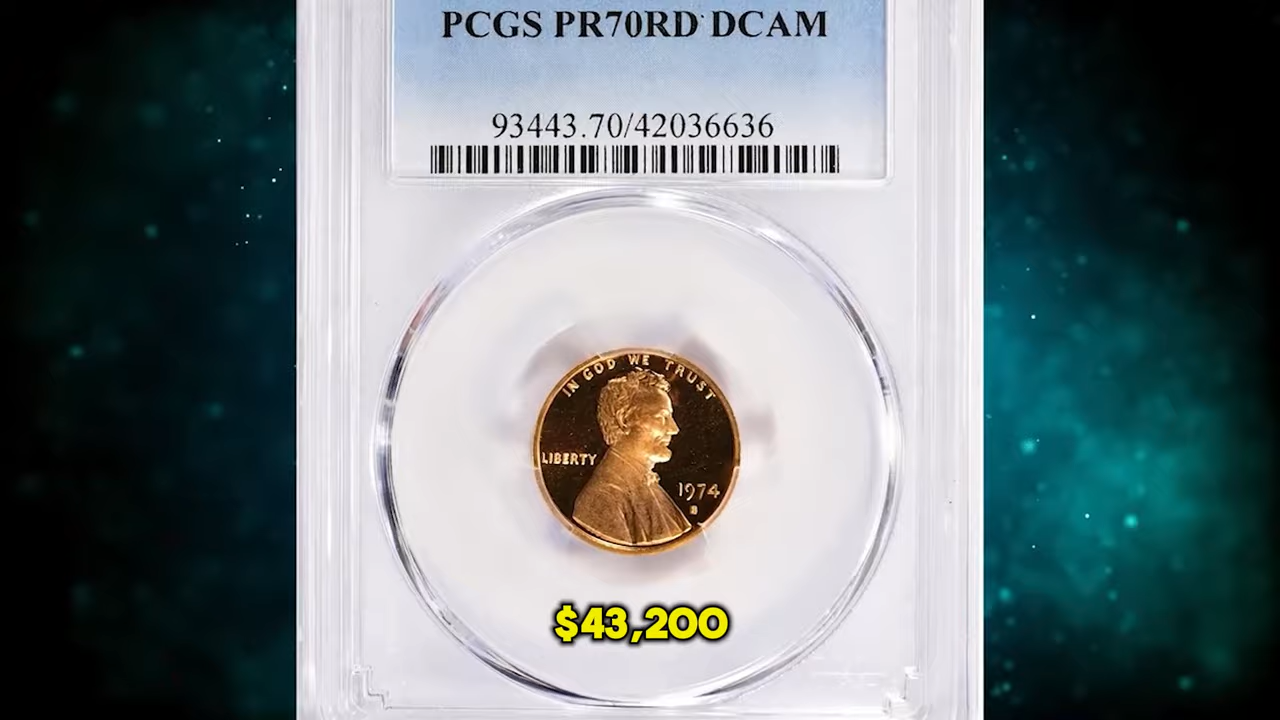 PCGS PR70RD DCAM
93443.70/42036636
IN GOD WE TRUST
LIBERTY
1974
S
$43,200